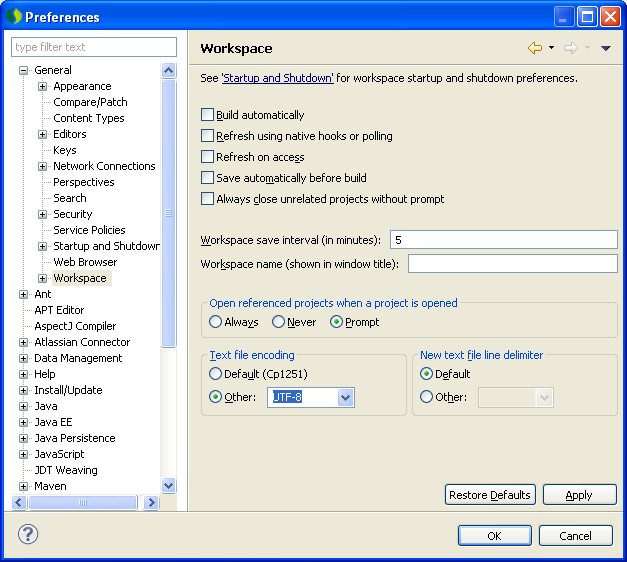 Preferences
type filter text
General
Appearance
Compare/Patch
Content Types
Editors
Keys
Network Connections
Perspectives
Search
Security
Service Policies
Startup and Shutdown
Web Browser
Workspace
Ant
APT Editor
AspectJ Compiler
Atlassian Connector
Data Management
Help
Install/Update
Java
Java EE
Java Persistence
JavaScript
JDT Weaving
Maven
Workspace
See 'Startup and Shutdown' for workspace startup and shutdown preferences.
Build automatically
Refresh using native hooks or polling
Refresh on access
Save automatically before build
Always close unrelated projects without prompt
Workspace save interval (in minutes): 5
Workspace name (shown in window title):
Open referenced projects when a project is opened
Always Never Prompt
Text file encoding
Default (Cp1251)
Other: UTF-8
New text file line delimiter
Default
Other:
Restore Defaults Apply
? OK Cancel